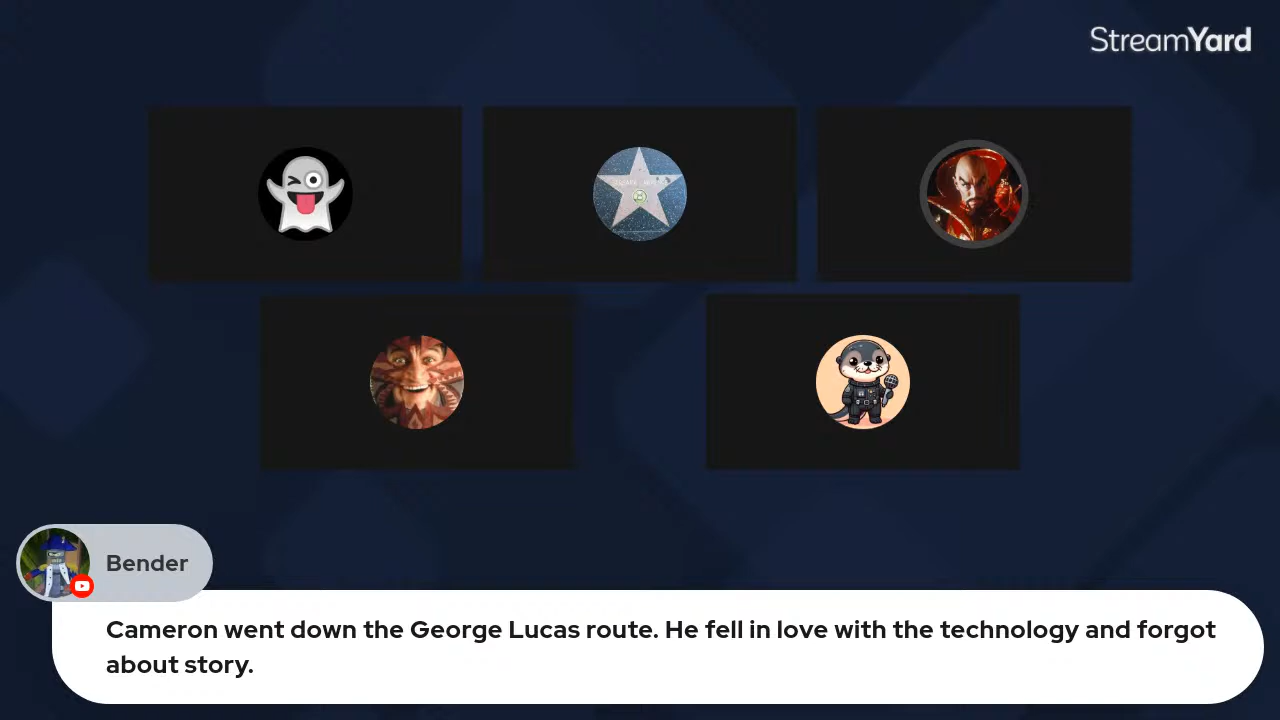 StreamYard
Bender
Cameron went down the George Lucas route. He fell in love with the technology and forgot
about story.